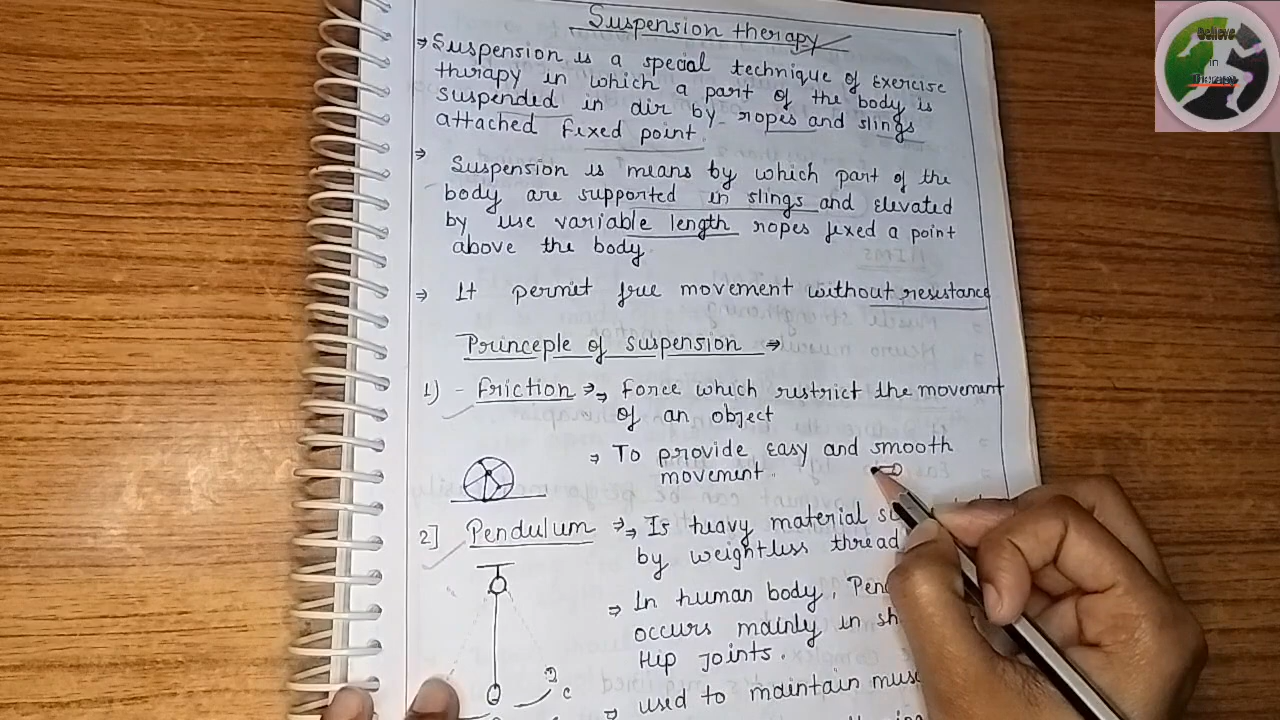 Suspension therapy
⇒ Suspension is a special technique of Exercise
therapy in which a part of the body is
suspended in air by ropes and slings
attached fixed point.
⇒
Suspension is means by which part of the
body are supported in slings and Elevated
by use variable length ropes fixed a point
above the body
⇒ It permit free movement without resistance
Princeple of Suspension ⇒
1) - Friction ⇒ ⇒ Force which restrict the movement
of an object
⇒ To provide easy and smooth
movement.
2] Pendulum ⇒ ⇒ Is heavy material
by weightless thread
⇒ In human body,
occurs mainly in
Hip Joints.
⇒ used to maintain
D
C
Believe
in
Therapist